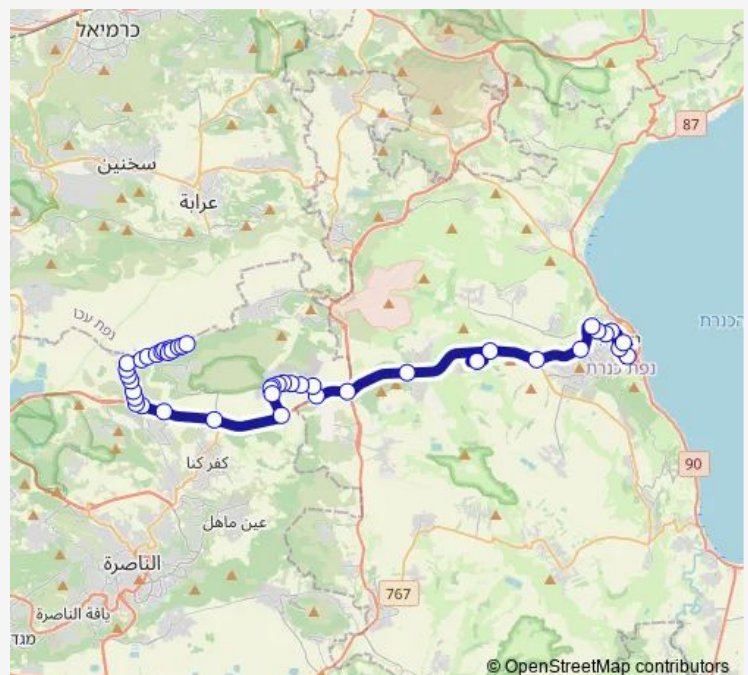 כרמיאל
87
سخنين
عرابة
הכנרת
נפת עכו
נפת כנרת
כפר כנא
90
עין מאהל
الناصرة
767
يافة الناصرة
מגד
© OpenStreetMap contributors